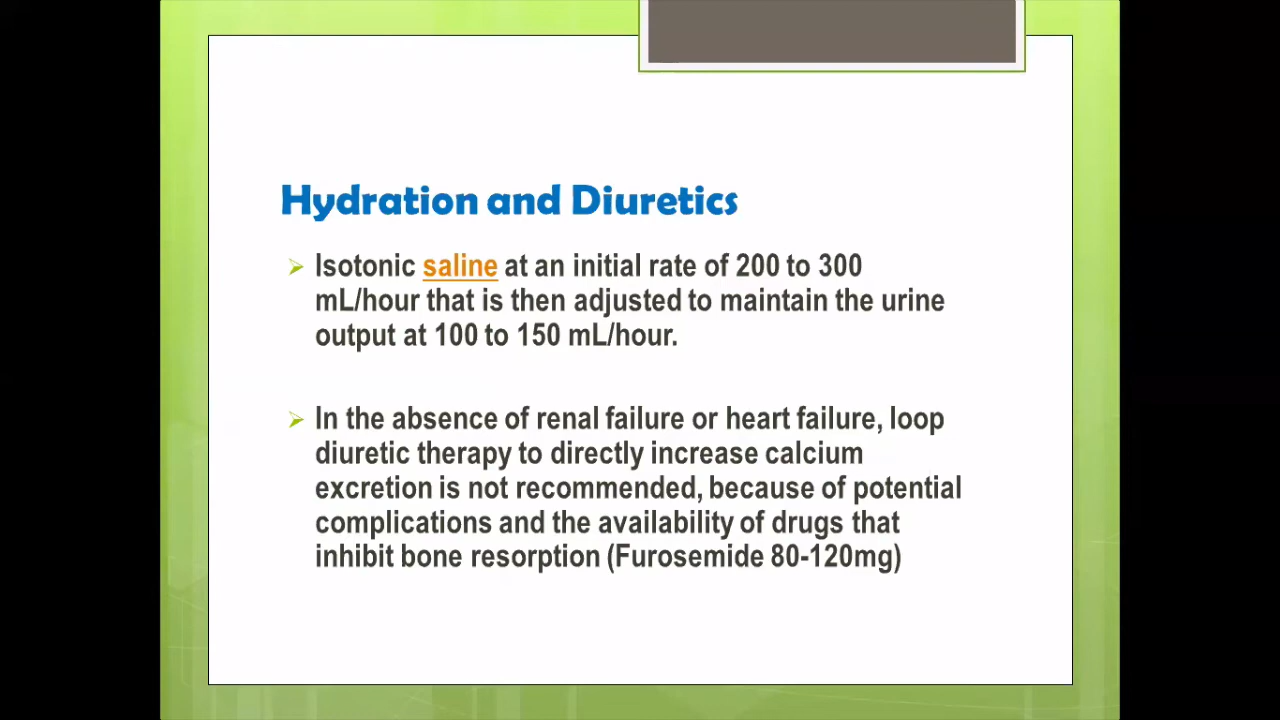 Hydration and Diuretics
Isotonic saline at an initial rate of 200 to 300
mL/hour that is then adjusted to maintain the urine
output at 100 to 150 mL/hour.
In the absence of renal failure or heart failure, loop
diuretic therapy to directly increase calcium
excretion is not recommended, because of potential
complications and the availability of drugs that
inhibit bone resorption (Furosemide 80-120mg)